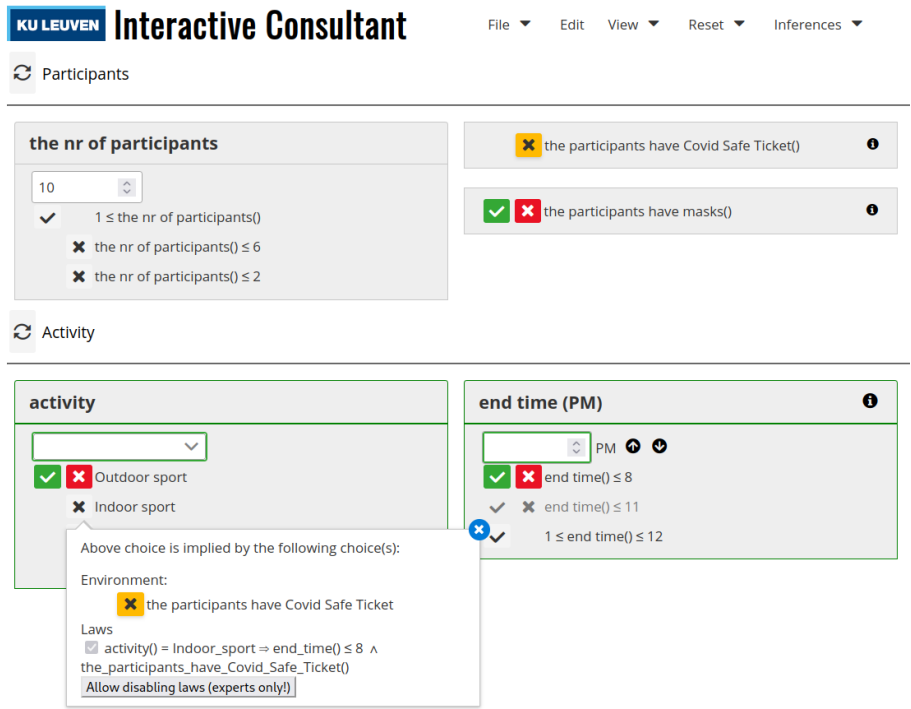 KU LEUVEN Interactive Consultant File Edit View Reset Inferences
Participants
the nr of participants
10
1 ≤ the nr of participants()
the nr of participants() ≤ 6
the nr of participants() ≤ 2
the participants have Covid Safe Ticket()
the participants have masks()
Activity
activity
Outdoor sport
Indoor sport
Above choice is implied by the following choice(s):
Environment:
the participants have Covid Safe Ticket
Laws
activity() = Indoor_sport ⇒ end_time() ≤ 8 ∧
the_participants_have_Covid_Safe_Ticket()
Allow disabling laws (experts only!)
end time (PM)
PM
end time() ≤ 8
end time() ≤ 11
1 ≤ end time() ≤ 12